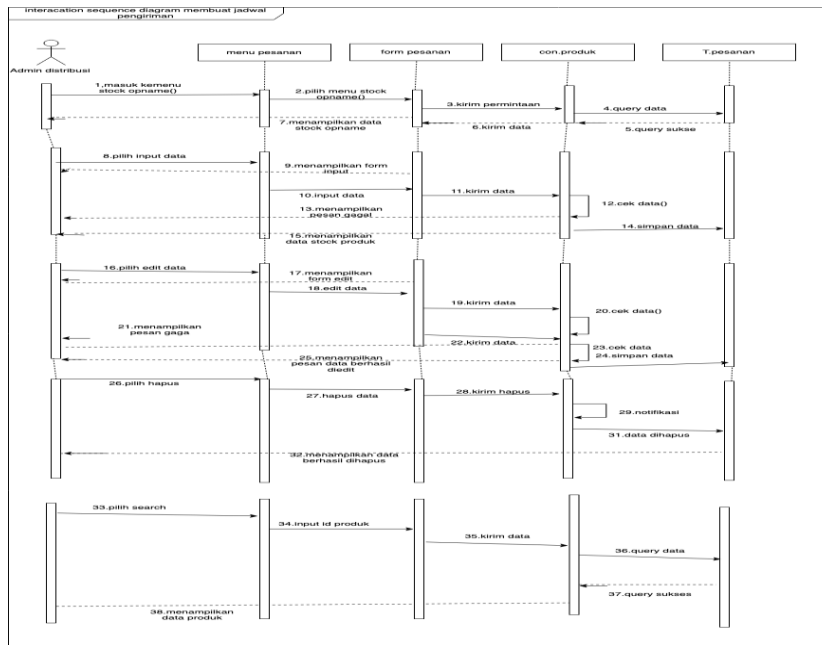 interacation sequence diagram membuat jadwal
pengiriman
Admin distribusi
menu pesanan
form pesanan
con.produk
T.pesanan
1,masuk kemenu
stock opname()
2.pilih menu stock
opname()
3.kirim permintaan
4.query data
5.query sukse
6.kirim data
7.menampilkan data
stock opname
8.pilih input data
9.menampilkan form
input
10.input data
11.kirim data
12.cek data()
13.menampilkan
pesan gagal
14.simpan data
15.menampilkan
data stock produk
16.pilih edit data
17.menampilkan
form edit
18.edit data
19.kirim data
20.cek data()
21.menampilkan
pesan gaga
22.kirim data
23.cek data
24.simpan data
25.menampilkan
pesan data berhasil
diedit
26.pilih hapus
27.hapus data
28.kirim hapus
29.notifikasi
31.data dihapus
32.menampilkan data
berhasil dihapus
33.pilih search
34.input id produk
35.kirim data
36.query data
37.query sukses
38.menampilkan
data produk